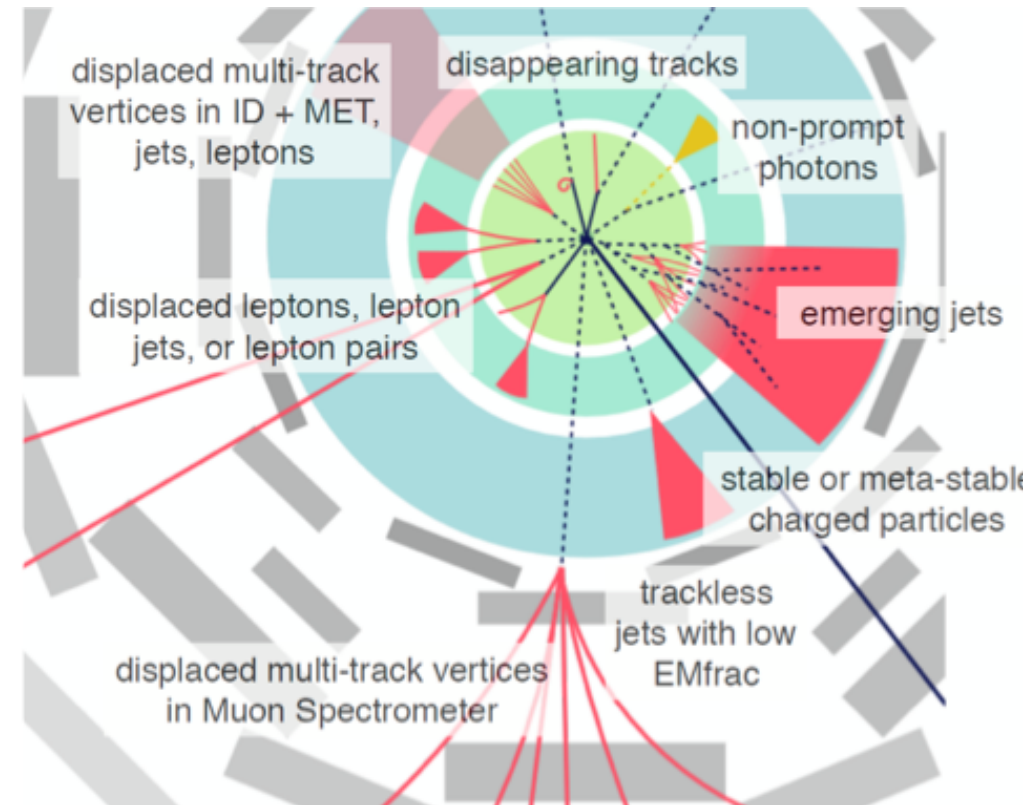 displaced multi-track
vertices in ID + MET,
jets, leptons
disappearing tracks
non-prompt
photons
displaced leptons, lepton
jets, or lepton pairs
emerging jets
stable or meta-stable
charged particles
trackless
jets with low
EMfrac
displaced multi-track vertices
in Muon Spectrometer